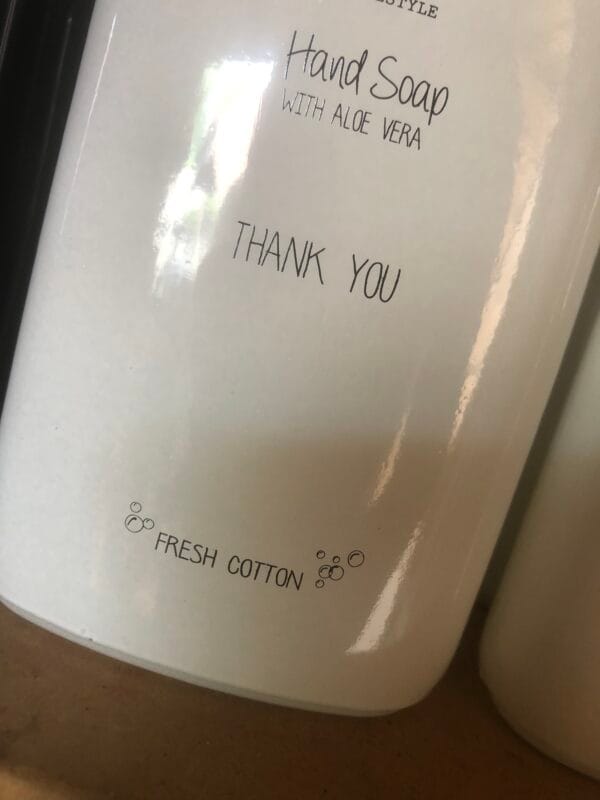 Hand Soap
WITH ALOE VERA
THANK YOU
FRESH COTTON